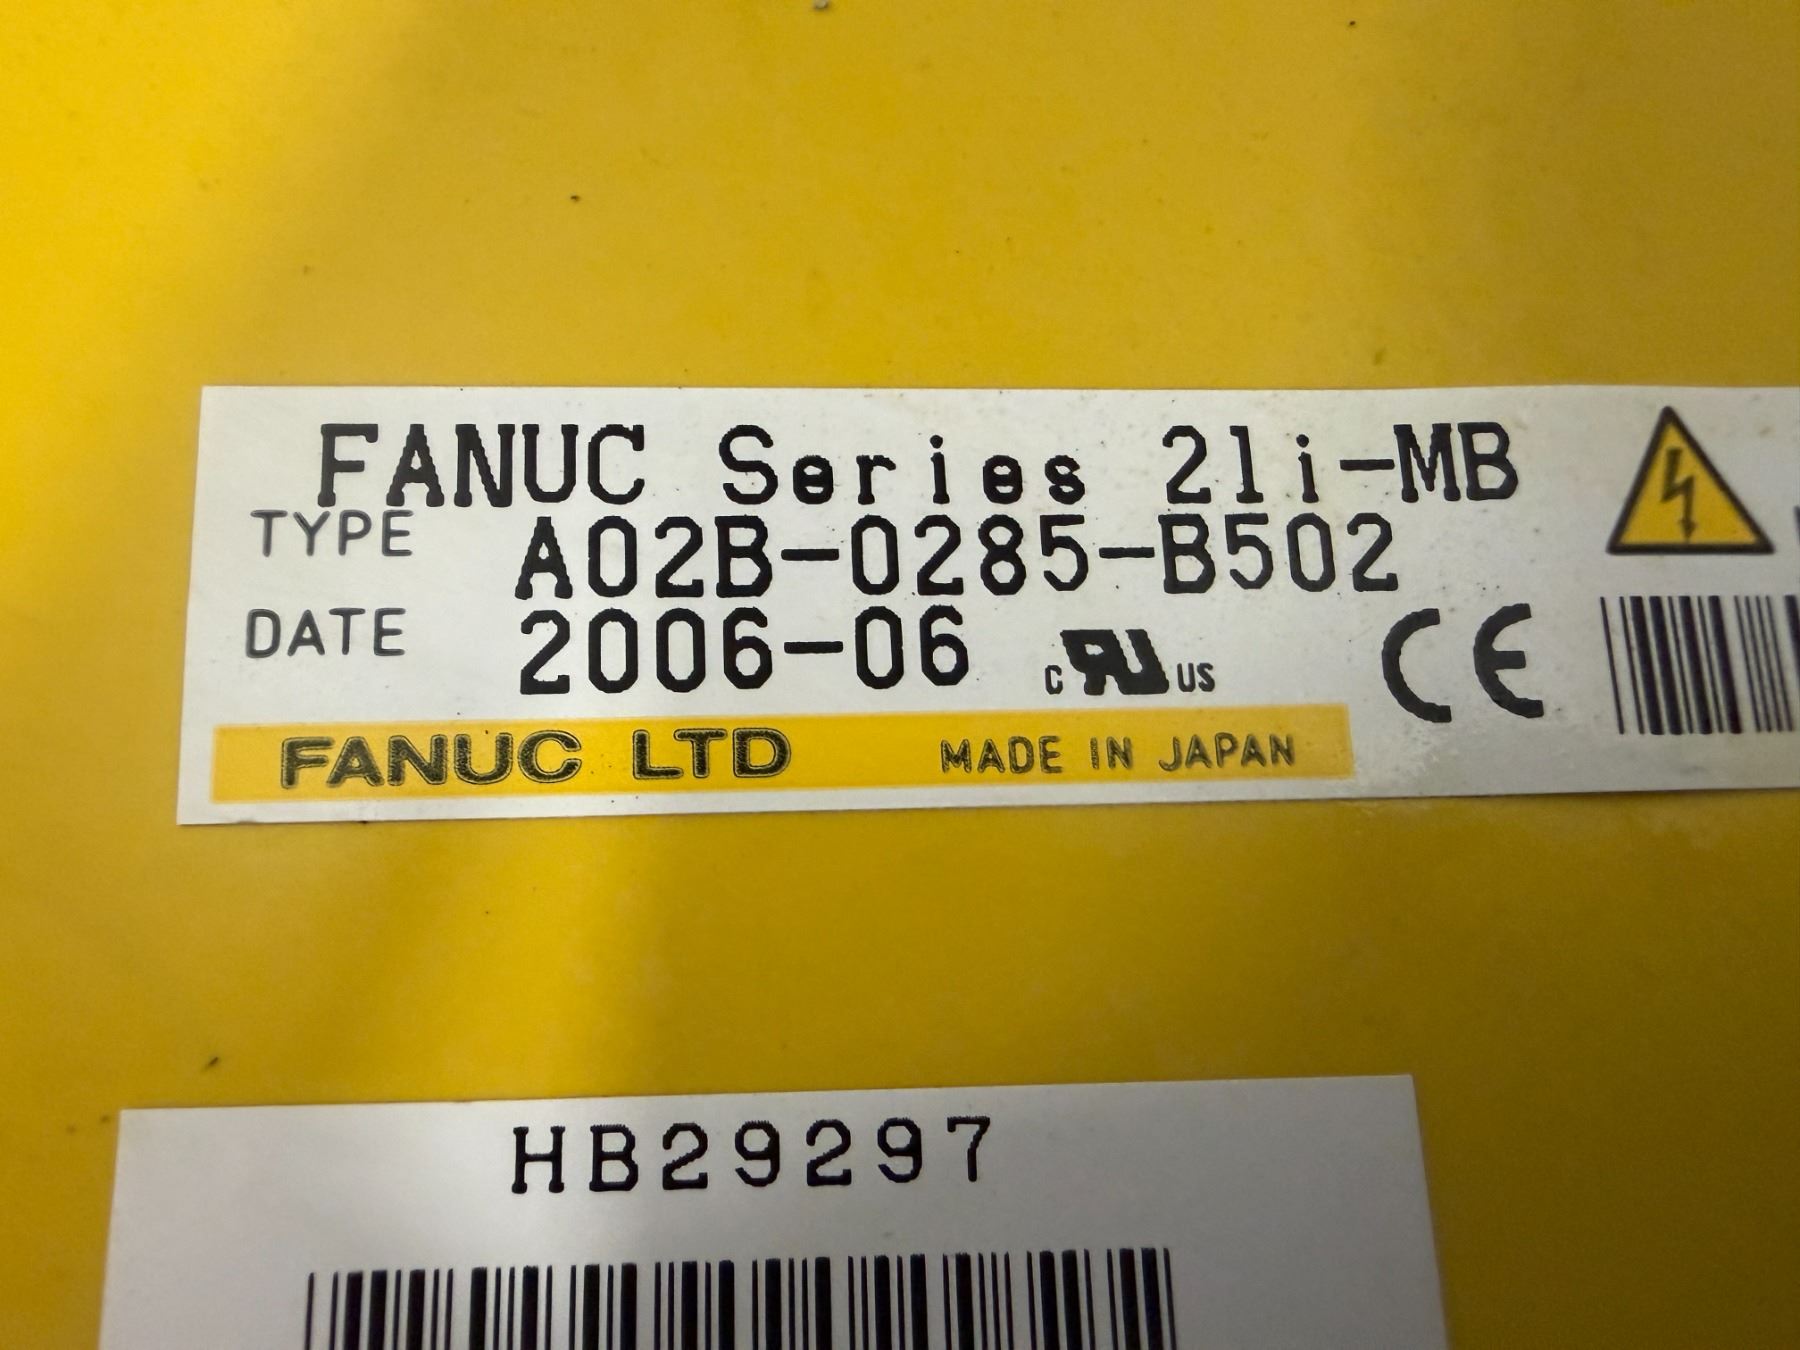 FANUC Series 21i-MB
TYPE A02B-0285-B502
DATE 2006-06 c RU US CE
FANUC LTD MADE IN JAPAN
HB29297